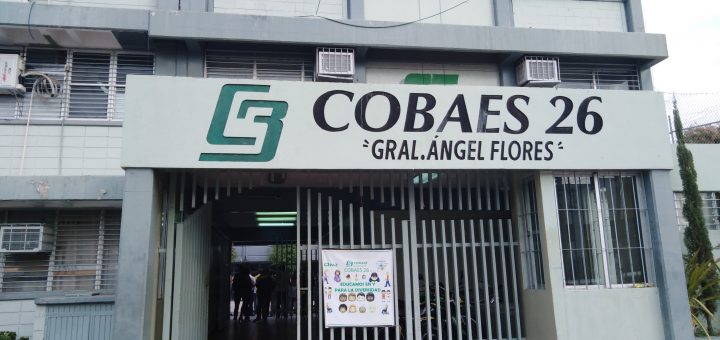 COBAES 26
"GRAL. ÁNGEL FLORES"
COBAES 26
EDUCAMOS EN Y
PARA LA DIVERSIDAD